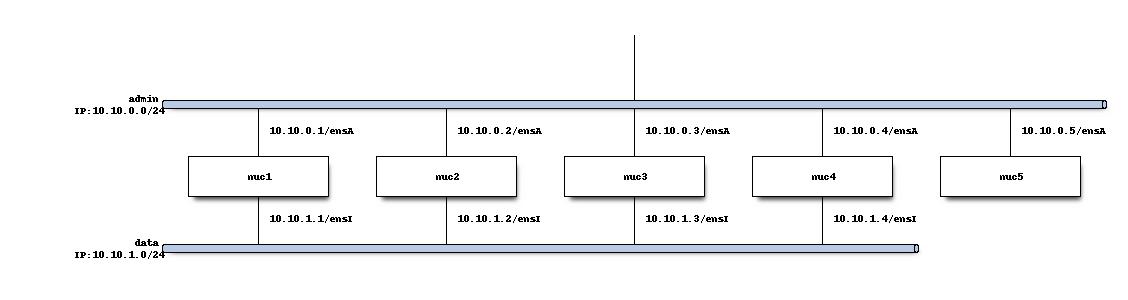 admin
IP:10.10.0.0/24
10.10.0.1/ensA
10.10.0.2/ensA
10.10.0.3/ensA
10.10.0.4/ensA
10.10.0.5/ensA
nuc1
nuc2
nuc3
nuc4
nuc5
10.10.1.1/ensI
10.10.1.2/ensI
10.10.1.3/ensI
10.10.1.4/ensI
data
IP:10.10.1.0/24